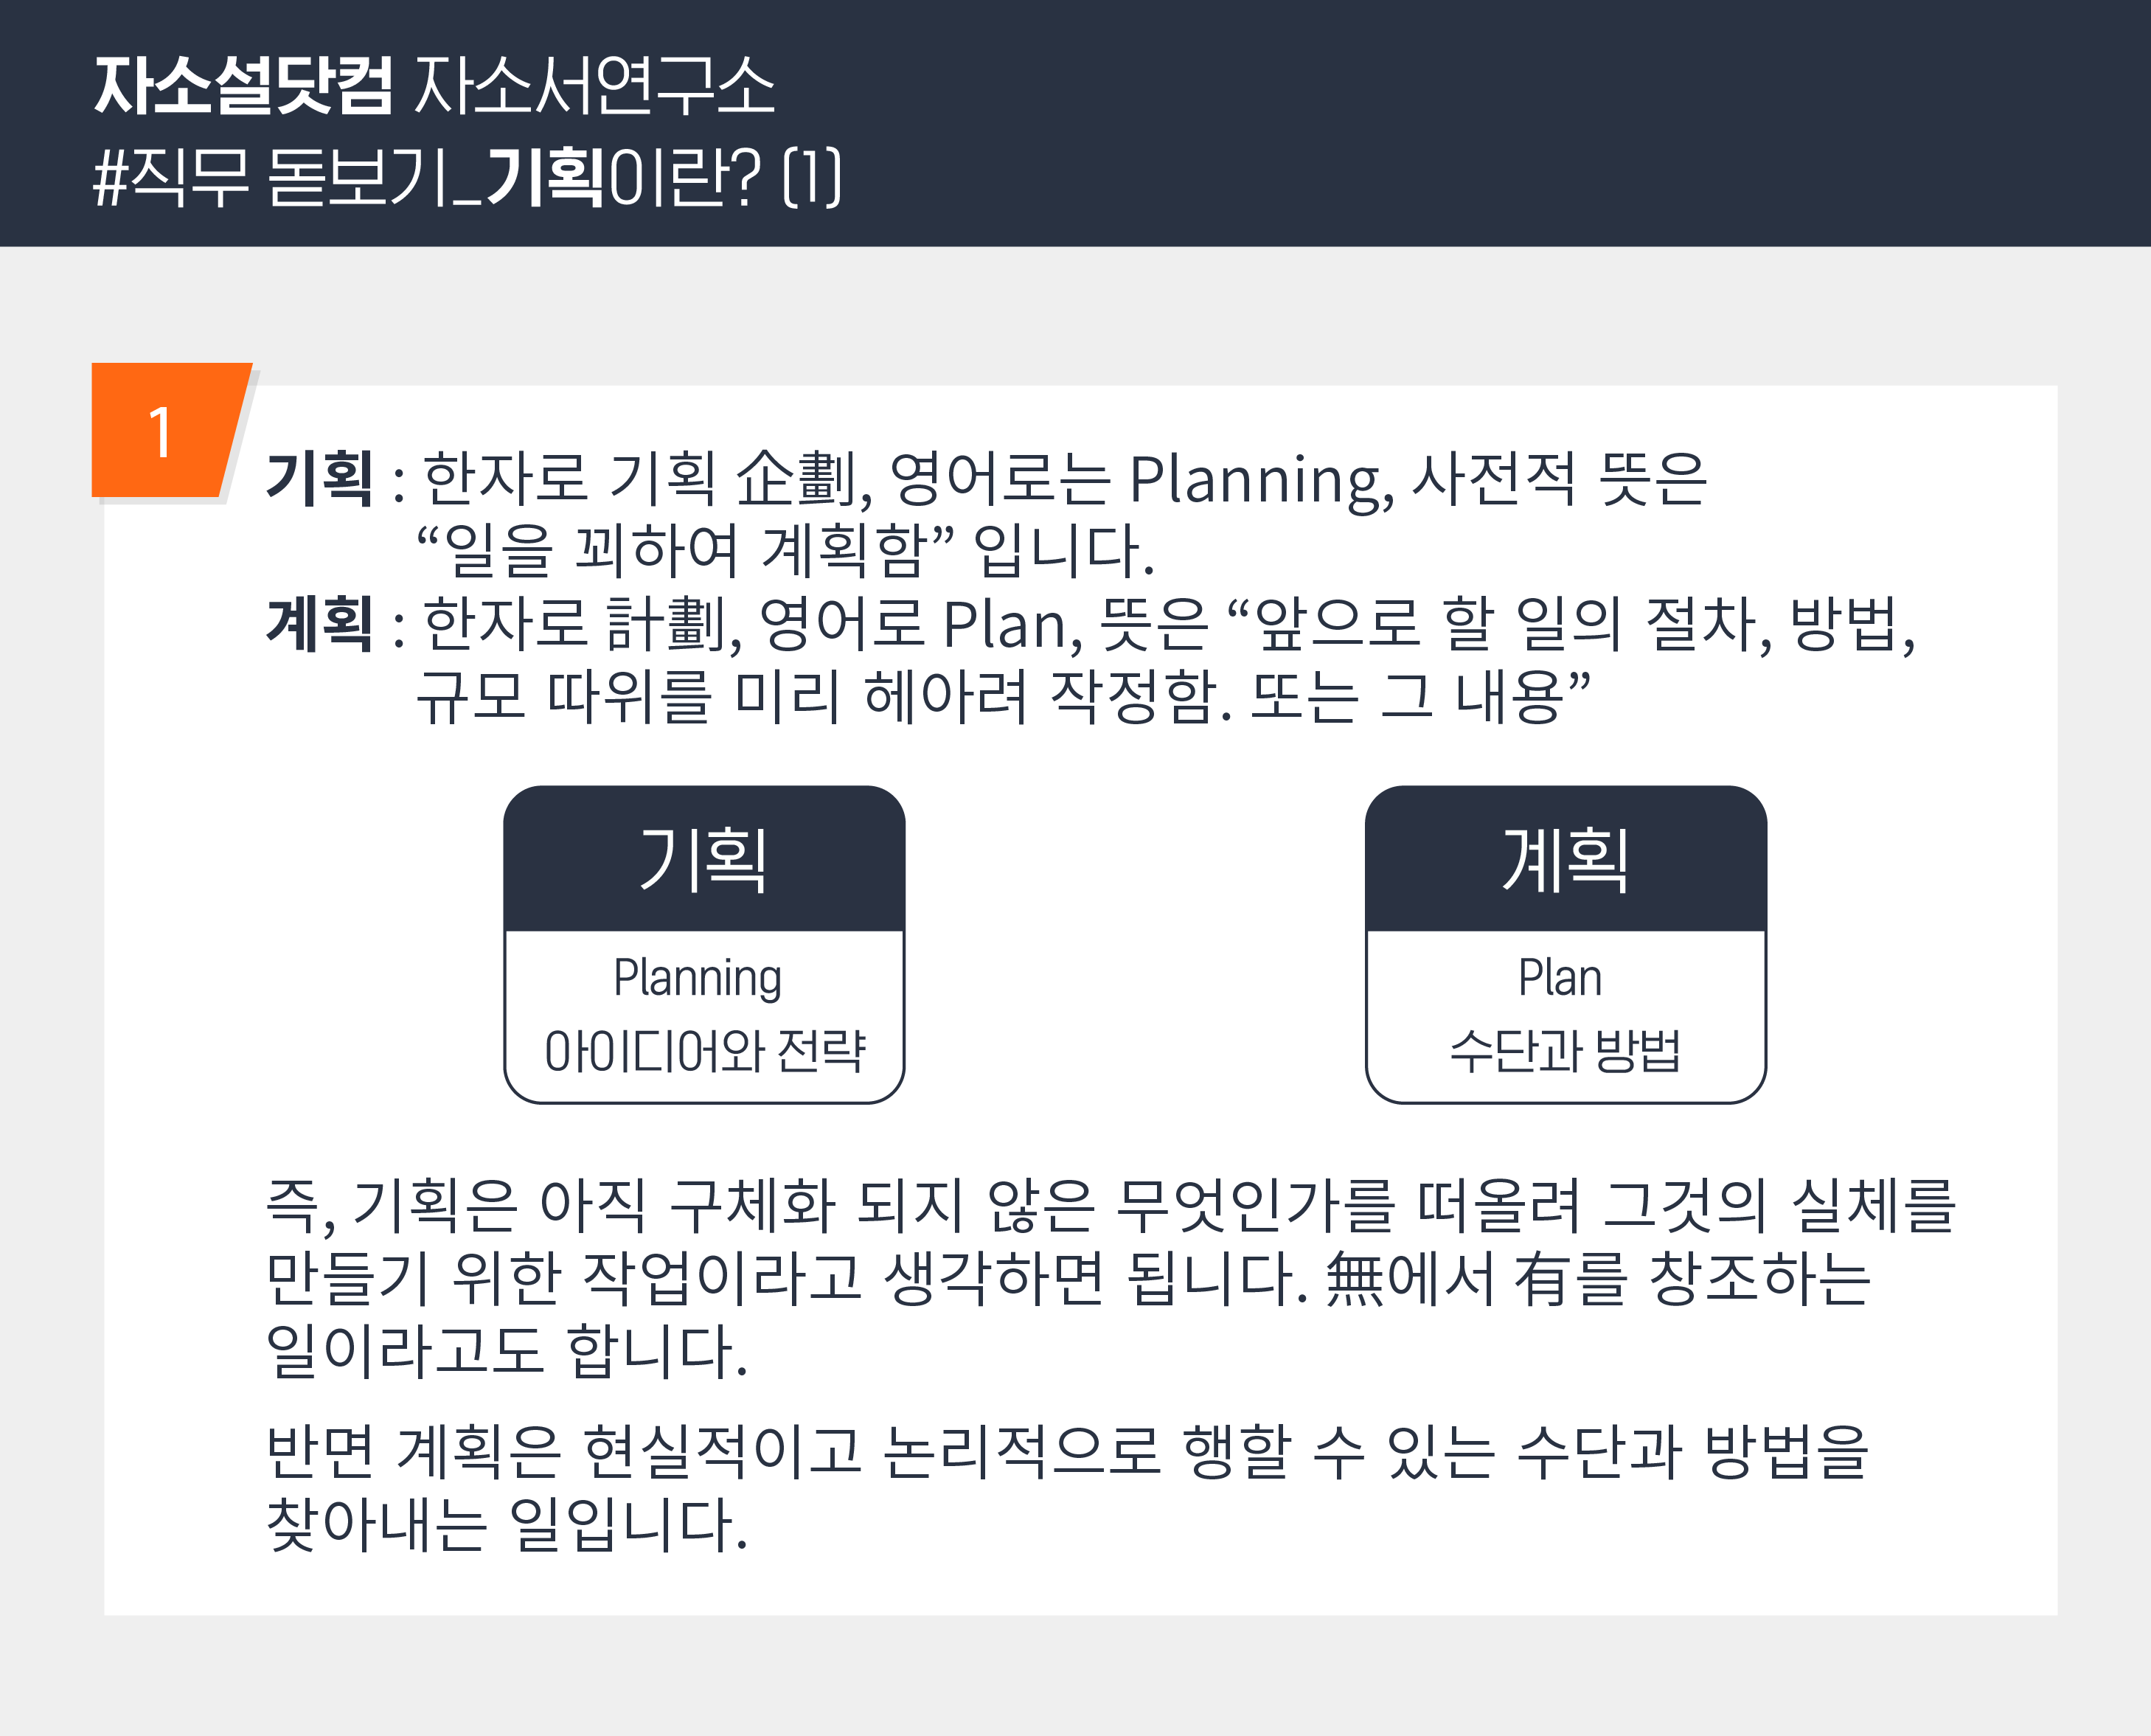 자소설닷컴 자소서연구소
#직무 톺보기_기획이란? (1)
1
기획 : 한자로 기획 企劃, 영어로는 Planning, 사전적 뜻은
“일을 꾀하여 계획함” 입니다.
계획 : 한자로 計劃, 영어로 Plan, 뜻은 “앞으로 할 일의 절차, 방법,
규모 따위를 미리 헤아려 작정함. 또는 그 내용”
기획
Planning
아이디어와 전략
계획
Plan
수단과 방법
즉, 기획은 아직 구체화 되지 않은 무엇인가를 떠올려 그것의 실체를
만들기 위한 작업이라고 생각하면 됩니다. 無에서 有를 창조하는
일이라고도 합니다.
반면 계획은 현실적이고 논리적으로 행할 수 있는 수단과 방법을
찾아내는 일입니다.